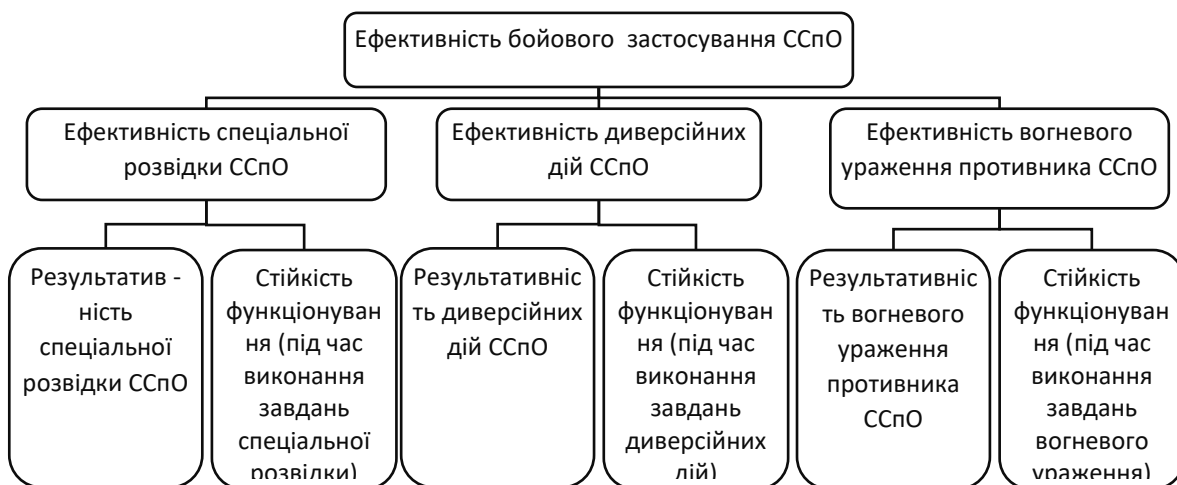 Ефективність бойового застосування ССпО
Ефективність спеціальної
розвідки ССпО
Ефективність диверсійних
дій ССпО
Ефективність вогневого
ураження противника ССпО
Результатив -
ність
спеціальної
розвідки ССпО
Стійкість
функціонуван
ня (під час
виконання
завдань
спеціальної
розвідки)
Результативніс
ть диверсійних
дій ССпО
Стійкість
функціонуван
ня (під час
виконання
завдань
диверсійних
дій)
Результативніс
ть вогневого
ураження
противника
ССпО
Стійкість
функціонуван
ня (під час
виконання
завдань
вогневого
ураження)